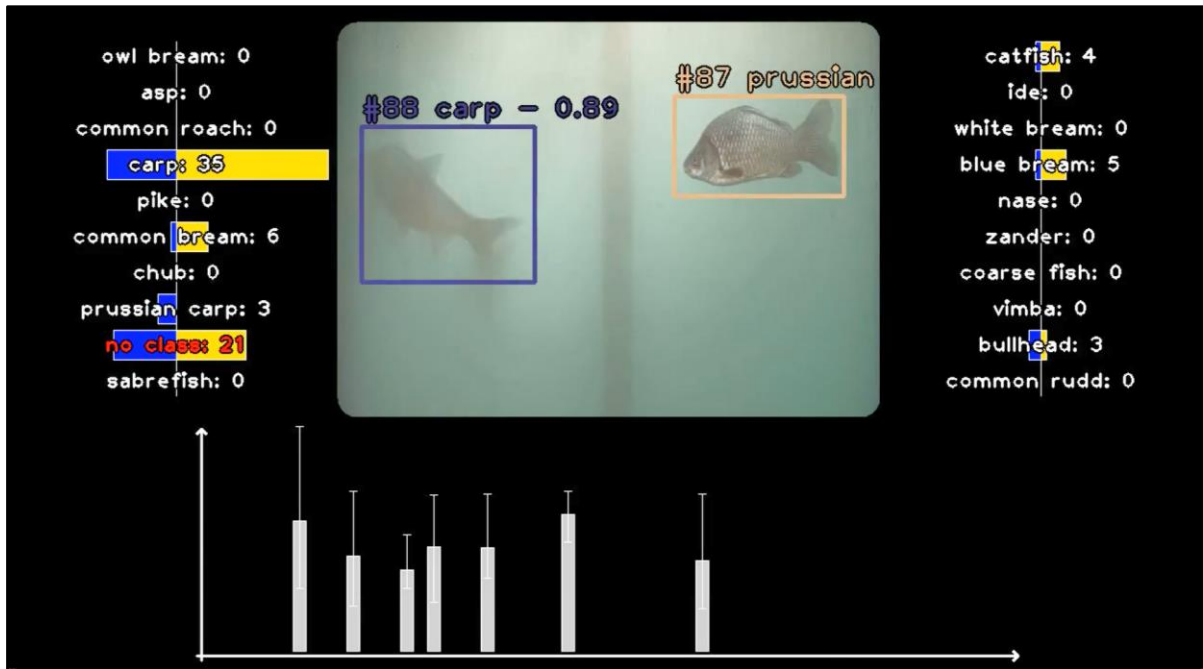 owl bream: 0
asp: 0
common roach: 0
carp: 35
pike: 0
common bream: 6
chub: 0
prussian carp: 3
no class: 21
sabrefish: 0
#88 carp - 0.89
#87 prussian
catfish: 4
ide: 0
white bream: 0
blue bream: 5
nase: 0
zander: 0
coarse fish: 0
vimba: 0
bullhead: 3
common rudd: 0